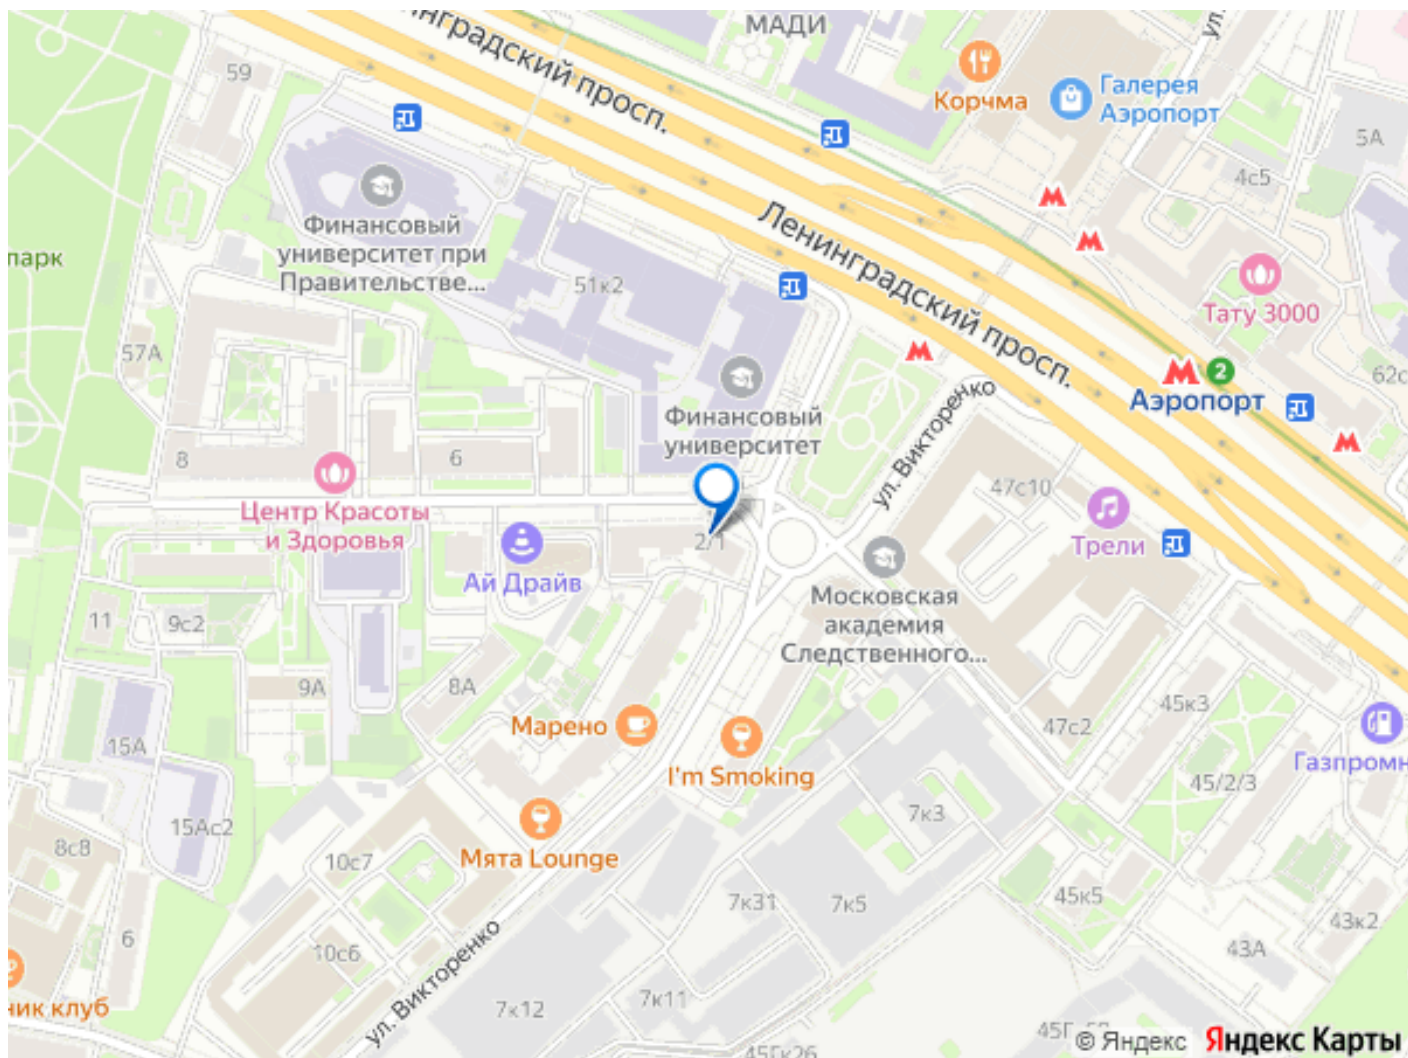 МАДИ
ул.
59
Ленинградский просп.
Корчма
Галерея
Аэропорт
5А
4с5
Финансовый
университет при
Правительстве...
парк
51к2
Ленинградский просп.
Тату 3000
57А
62с
2
Аэропорт
Финансовый
университет
ул. Викторенко
8
6
47с10
Центр Красоты
и Здоровья
2/1
Трели
Ай Драйв
Московская
академия
Следственного...
11
9с2
9А
8А
45к3
Марено
47с2
15А
I'm Smoking
Газпромн
45/2/3
7к3
15Ас2
8с8
10с7
Мята Lounge
7к31
7к5
45к5
43к2
6
10с6
43А
ул. Викторенко
ник клуб
7к12
7к11
45Гк26
© Яндекс Яндекс Карты